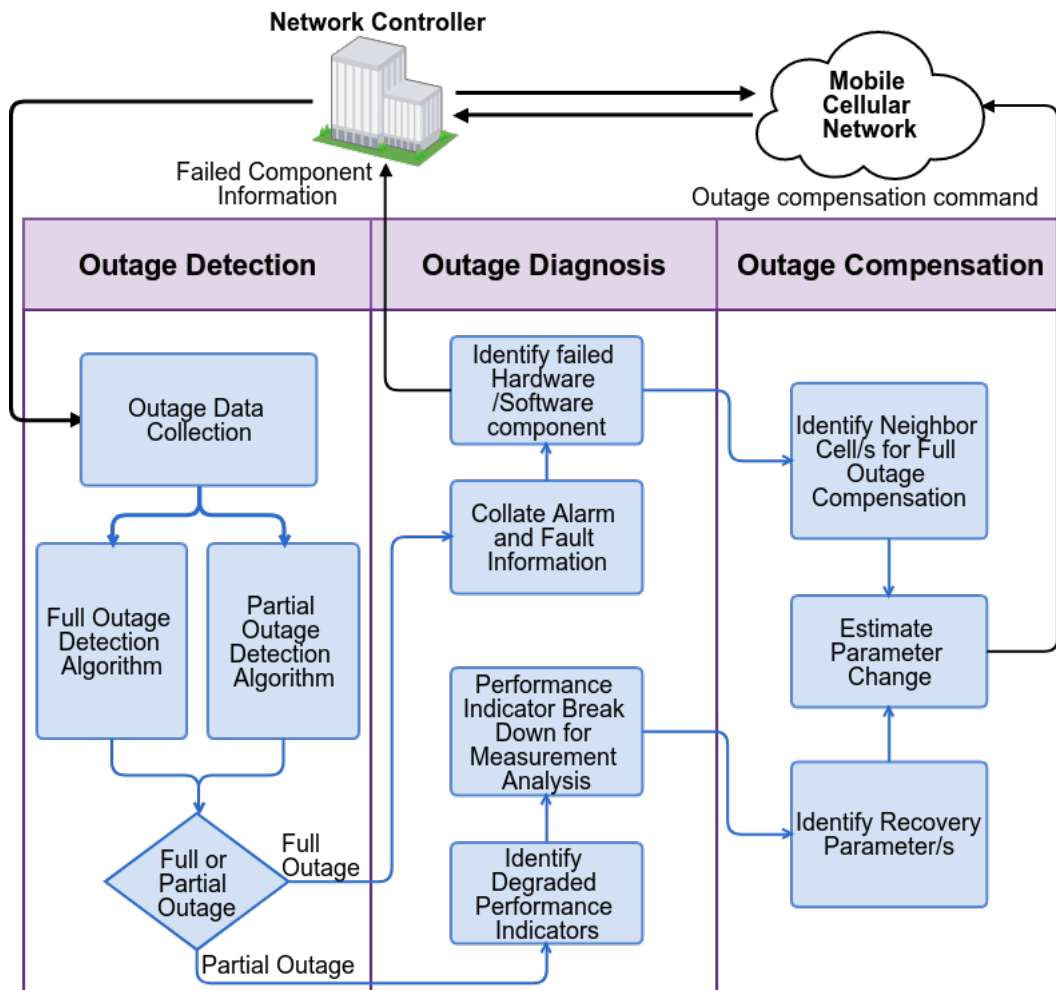 Network Controller
Mobile
Cellular
Network
Failed Component
Information
Outage compensation command
Outage Detection
Outage Diagnosis
Outage Compensation
Outage Data
Collection
Full Outage
Detection
Algorithm
Partial
Outage
Detection
Algorithm
Full or
Partial
Outage
Full
Outage
Partial Outage
Identify failed
Hardware
/Software
component
Collate Alarm
and Fault
Information
Performance
Indicator Break
Down for
Measurement
Analysis
Identify
Degraded
Performance
Indicators
Identify Neighbor
Cell/s for Full
Outage
Compensation
Estimate
Parameter
Change
Identify Recovery
Parameter/s